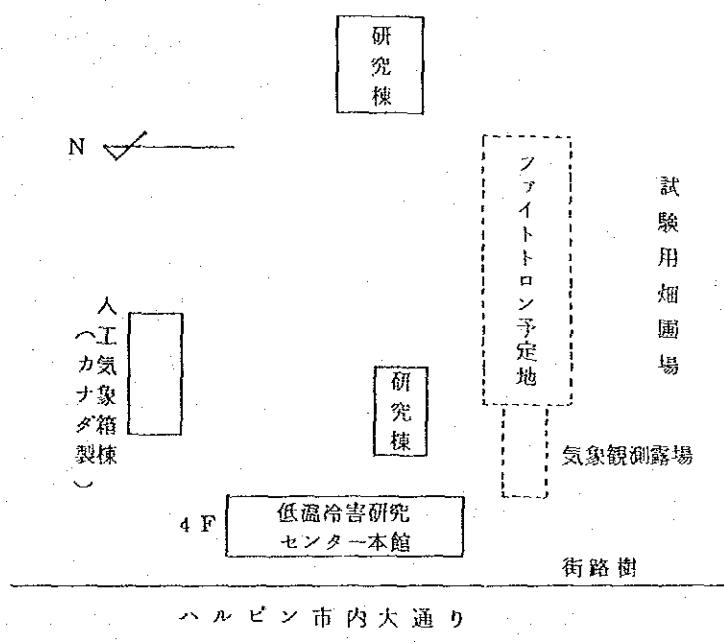 研究棟
N
ファイトトロン予定地
試験用畑圃場
人工気象箱棟
(カナダ製)
研究棟
気象観測露場
4F
低温冷害研究
センター本館
街路樹
ハルピン市内大通り